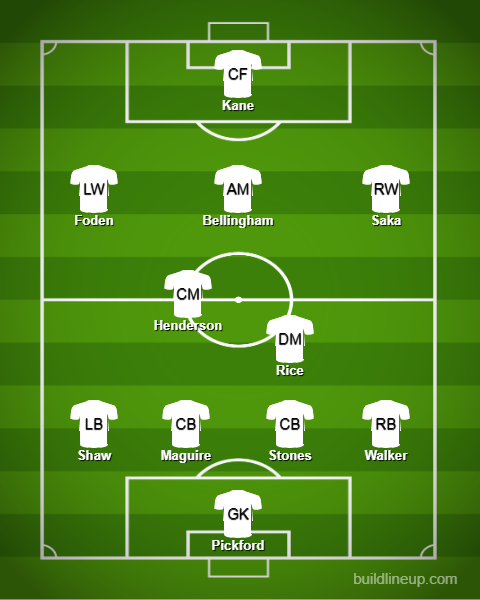 CF
Kane
LW
AM
RW
Foden
Bellingham
Saka
CM
Henderson
DM
Rice
LB
CB
CB
RB
Shaw
Maguire
Stones
Walker
GK
Pickford
buildlineup.com